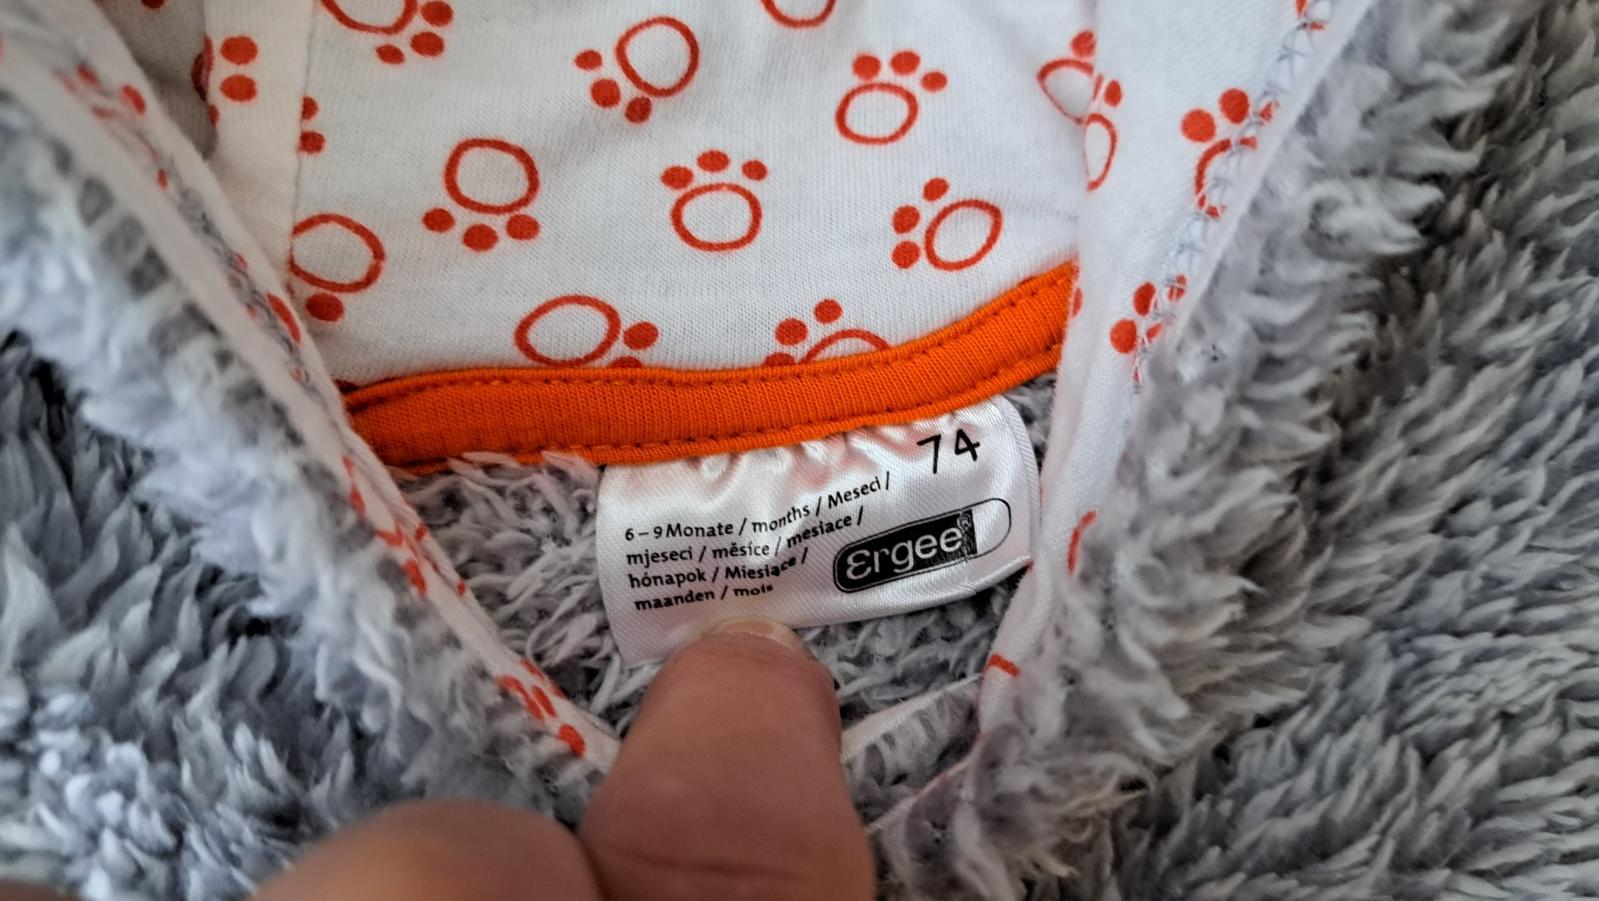 74
6–9 Monate / months / Meseci /
mjeseci / měsíce / mesiace /
hónapok / Miesiące /
maanden / mois
Ergee®